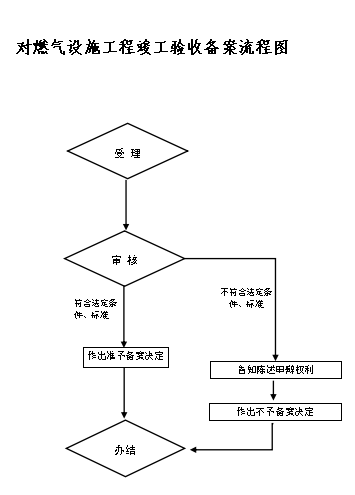 对燃气设施工程竣工验收备案流程图
受 理
审 核
符合法定条
件、标准
不符合法定条
件、标准
作出准予备案决定
告知陈述申辩权利
作出不予备案决定
办结